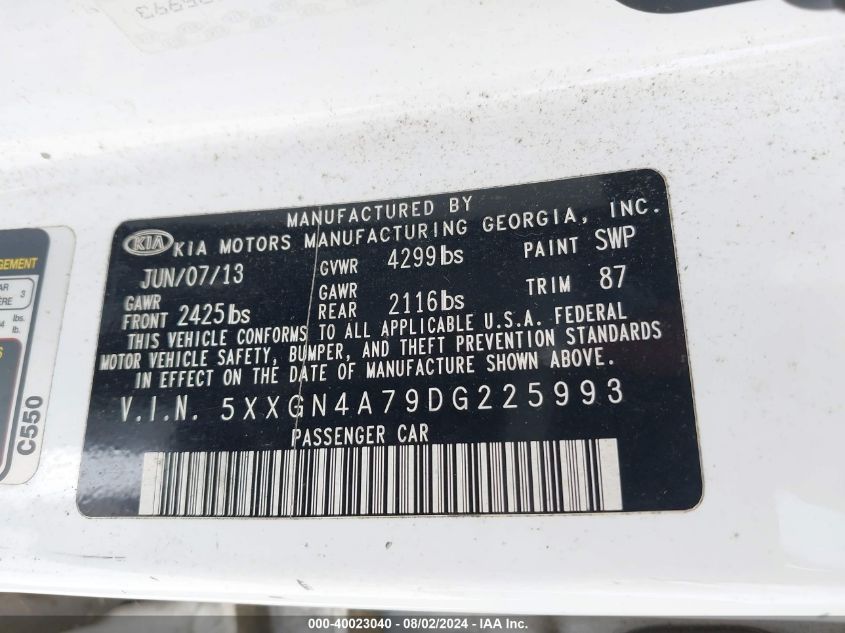 25993
MANUFACTURED BY
KIA KIA MOTORS MANUFACTURING GEORGIA, INC.
JUN/07/13 GVWR 4299lbs PAINT SWP
GAWR FRONT 2425lbs GAWR REAR 2116lbs TRIM 87
THIS VEHICLE CONFORMS TO ALL APPLICABLE U.S.A. FEDERAL
MOTOR VEHICLE SAFETY, BUMPER, AND THEFT PREVENTION STANDARDS
IN EFFECT ON THE DATE OF MANUFACTURE SHOWN ABOVE.
V.I.N. 5XXGN4A79DG225993
PASSENGER CAR
C550
000-40023040 - 08/02/2024 - IAA Inc.